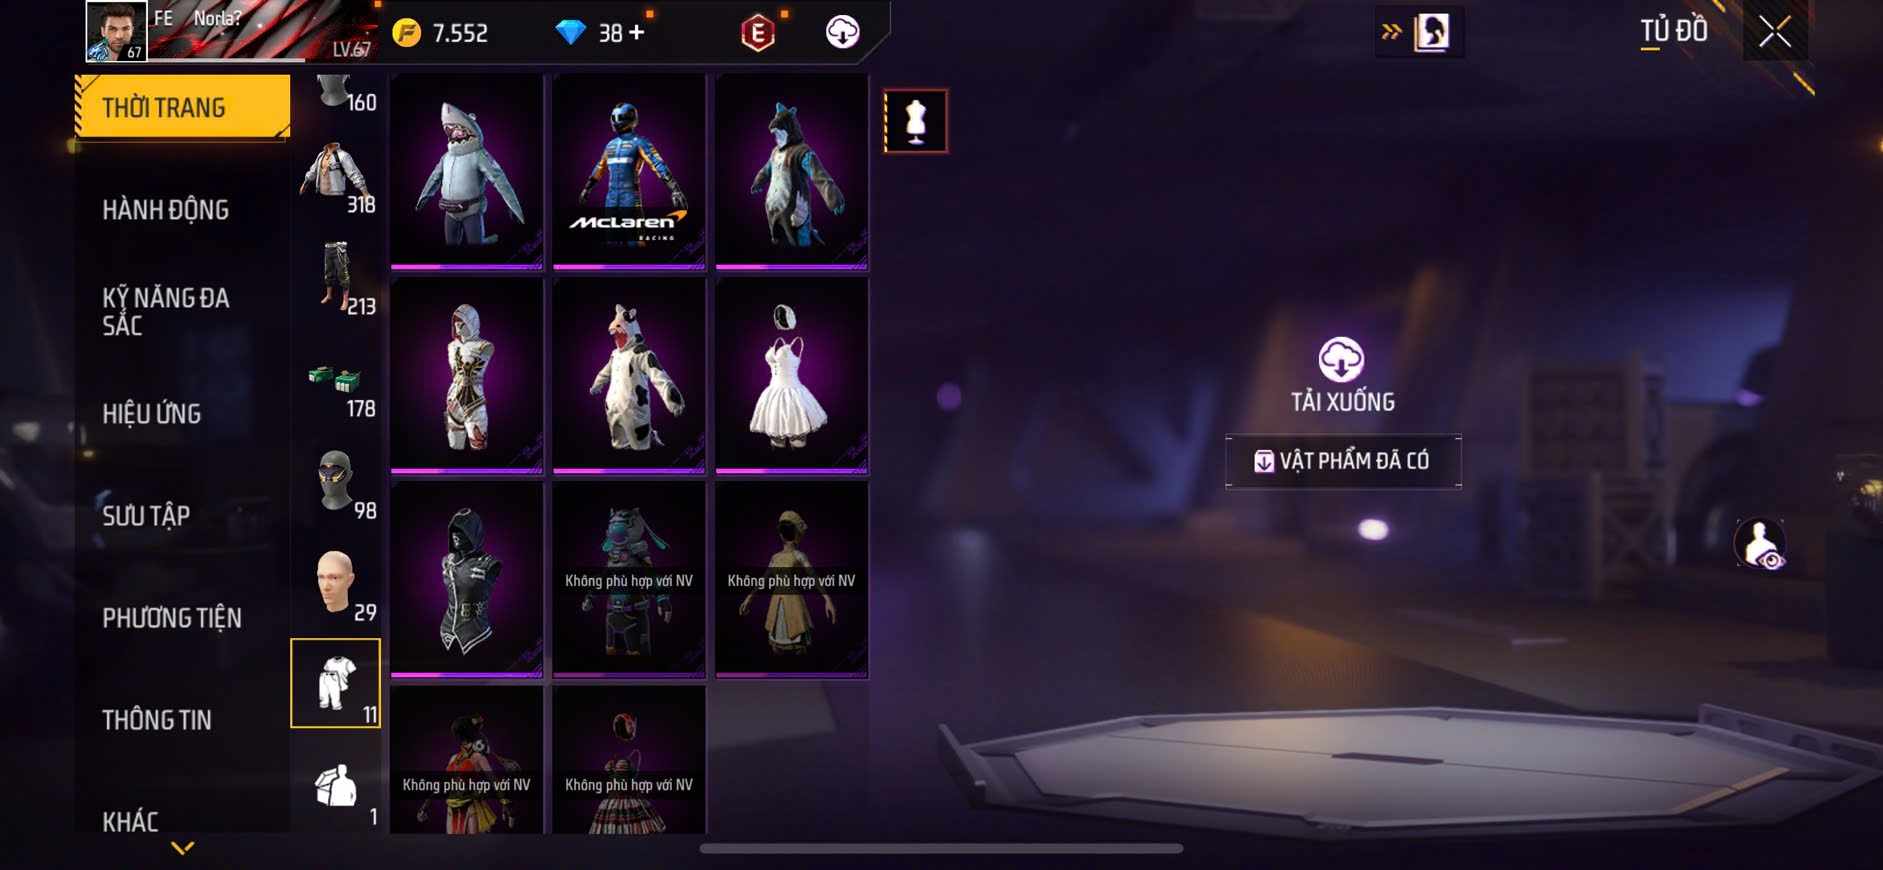 FE Norla?
67
LV.67
7.552
38 +
E
TỦ ĐỒ
THỜI TRANG
HÀNH ĐỘNG
KỸ NĂNG ĐA
SẮC
HIỆU ỨNG
SƯU TẬP
PHƯƠNG TIỆN
THÔNG TIN
KHÁC
160
318
213
178
98
29
11
1
McLaren
RACING
Không phù hợp với NV
Không phù hợp với NV
Không phù hợp với NV
Không phù hợp với NV
TẢI XUỐNG
VẬT PHẨM ĐÃ CÓ